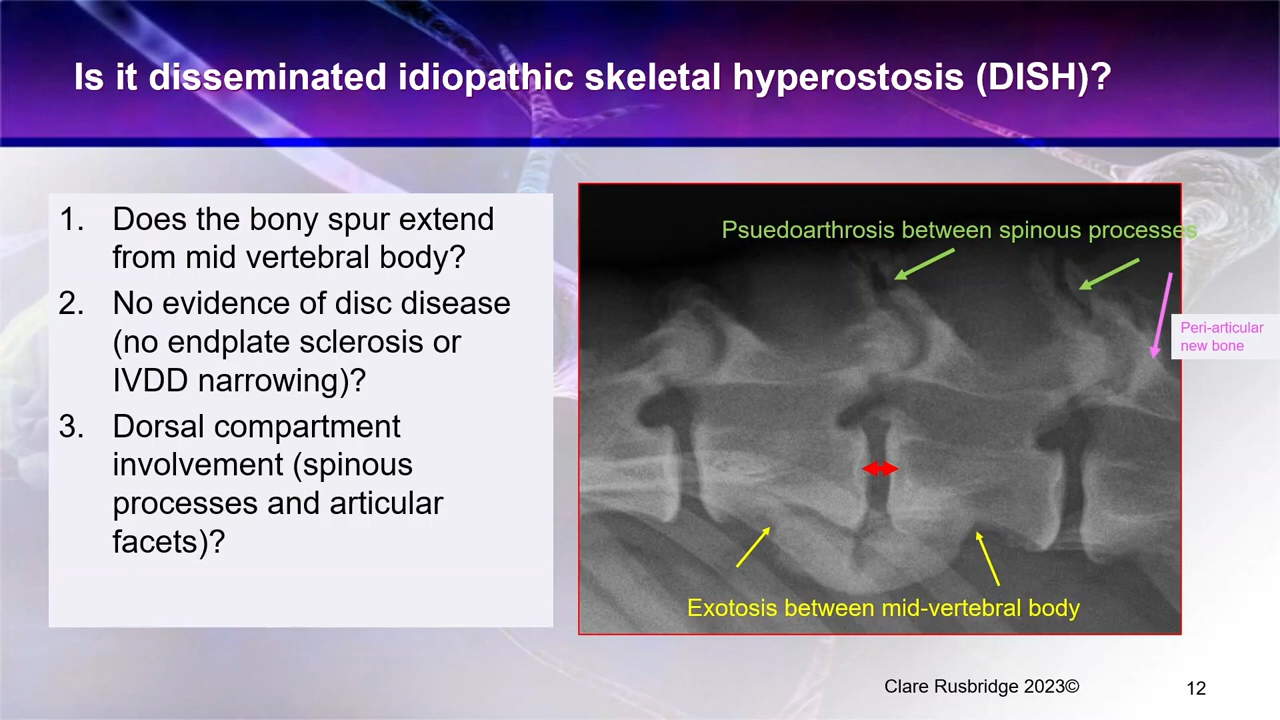 Is it disseminated idiopathic skeletal hyperostosis (DISH)?
1. Does the bony spur extend
from mid vertebral body?
2. No evidence of disc disease
(no endplate sclerosis or
IVDD narrowing)?
3. Dorsal compartment
involvement (spinous
processes and articular
facets)?
Psuedoarthrosis between spinous processes
Peri-articular
new bone
Exotosis between mid-vertebral body
Clare Rusbridge 2023©
12